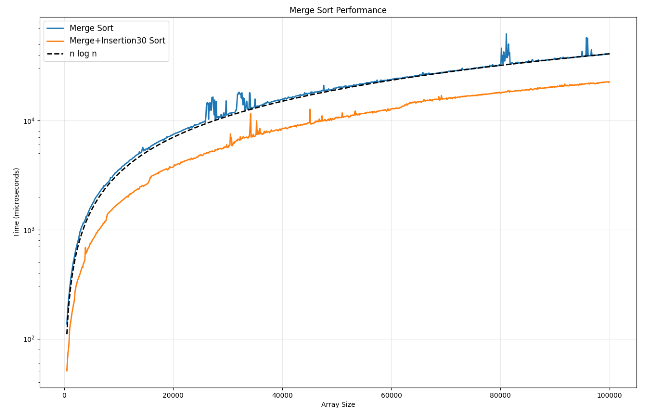 Merge Sort Performance
Merge Sort
Merge+Insertion30 Sort
n log n
Time (microseconds)
10⁴
10³
10²
0
20000
40000
60000
80000
100000
Array Size